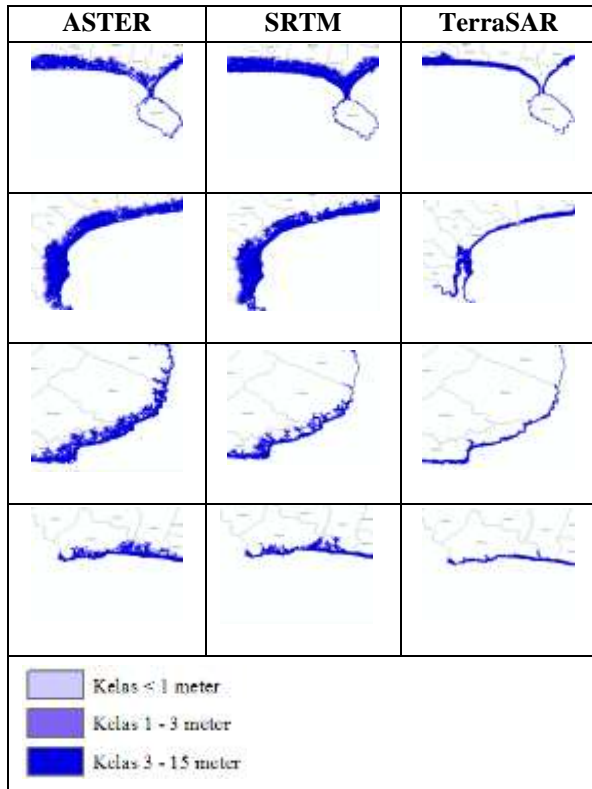 ASTER SRTM TerraSAR
Kelas < 1 meter
Kelas 1 - 3 meter
Kelas 3 - 15 meter